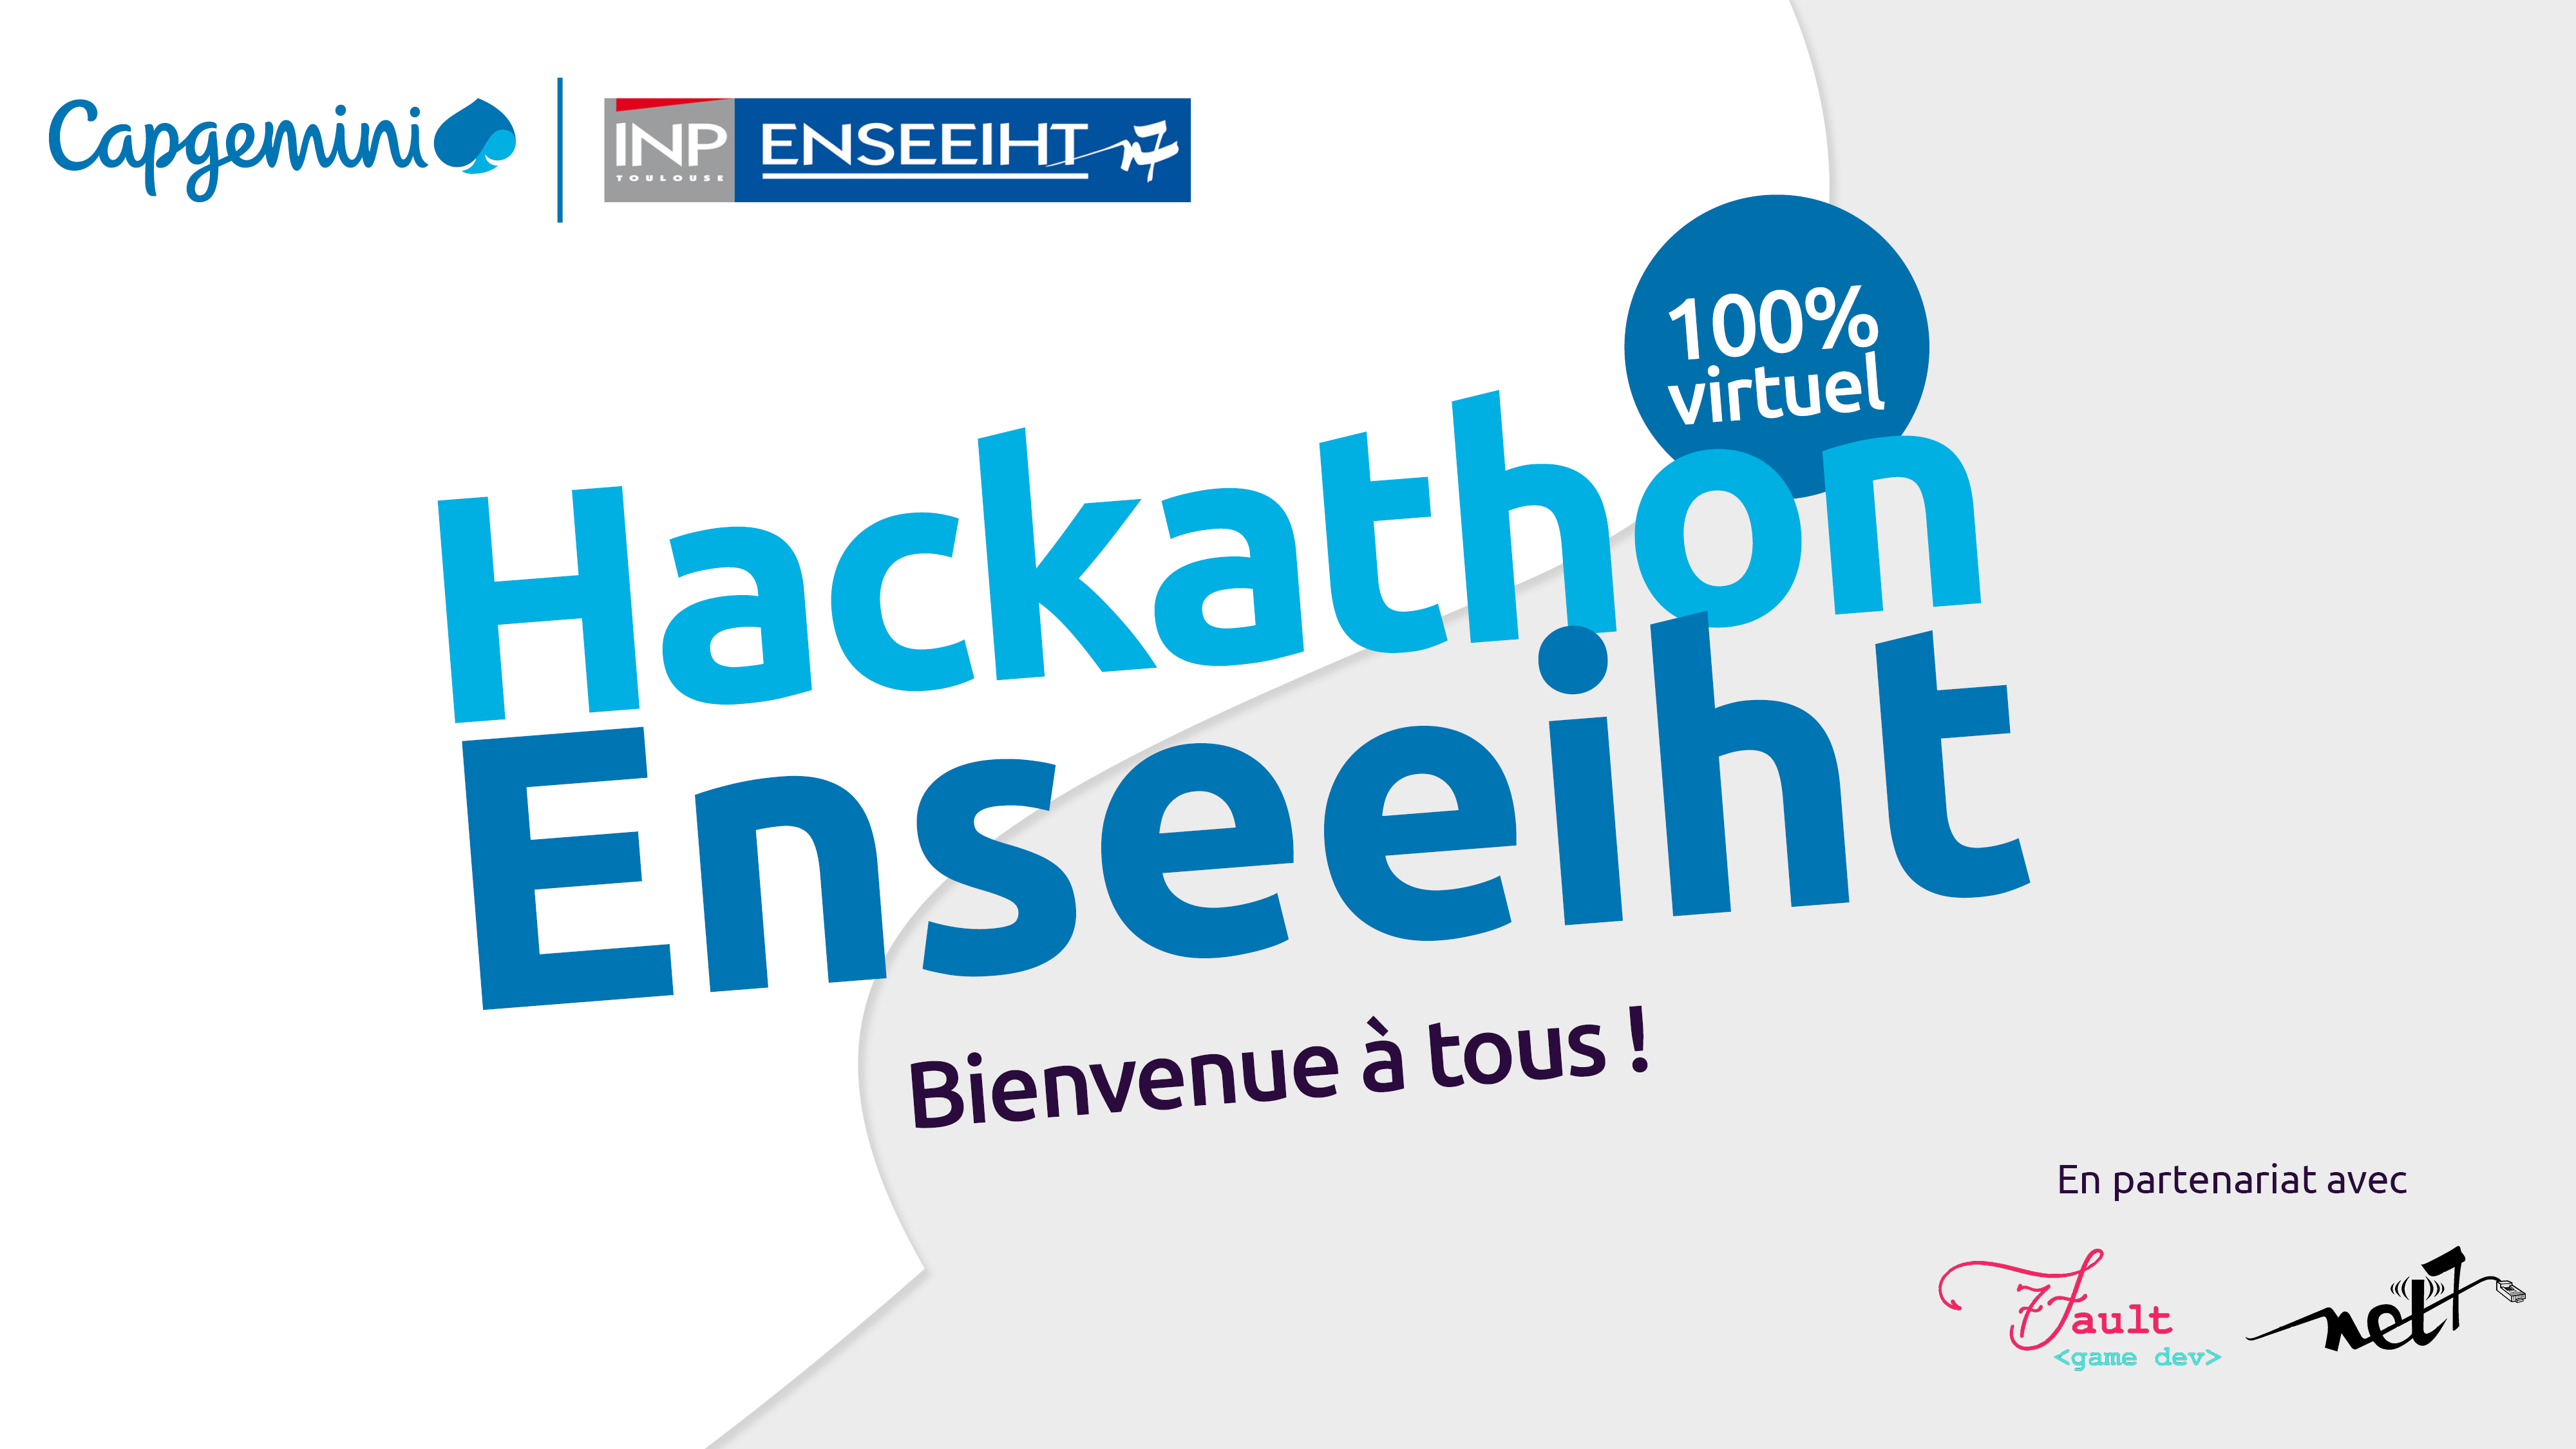 Capgemini
INP
TOULOUSE
ENSEEIHT n7
100%
virtuel
Hackathon
Enseeiht
Bienvenue à tous !
En partenariat avec
7Fault
<game dev>
net7